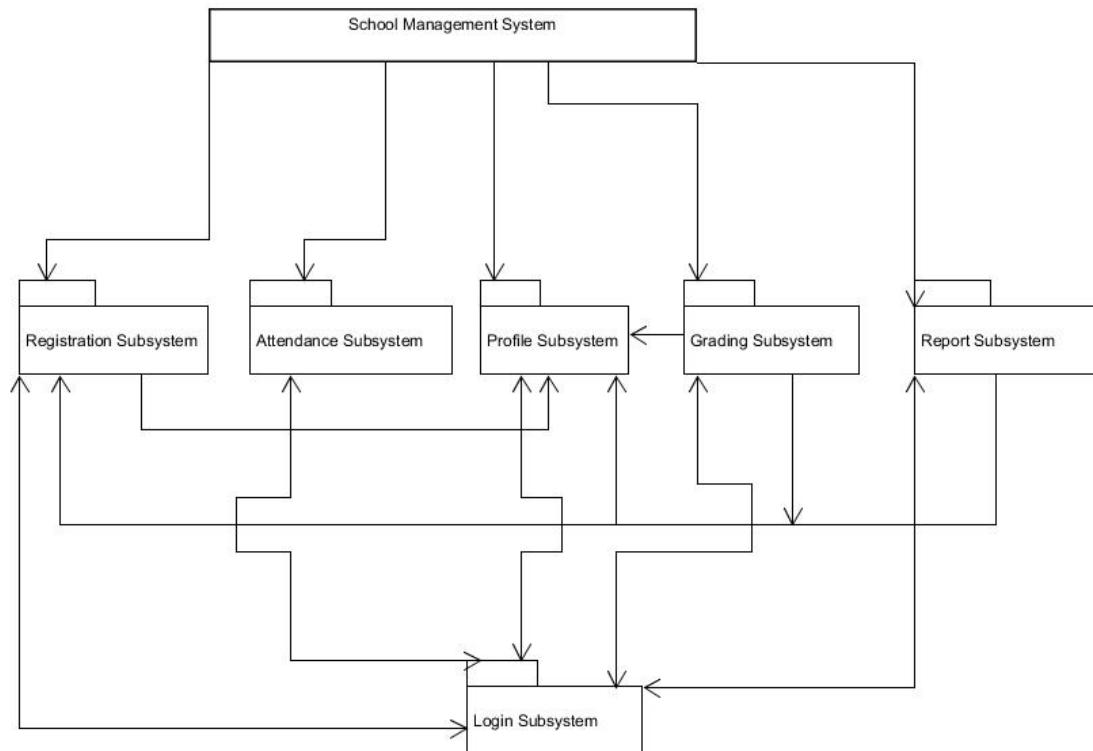 School Management System
Registration Subsystem
Attendance Subsystem
Profile Subsystem
Grading Subsystem
Report Subsystem
Login Subsystem